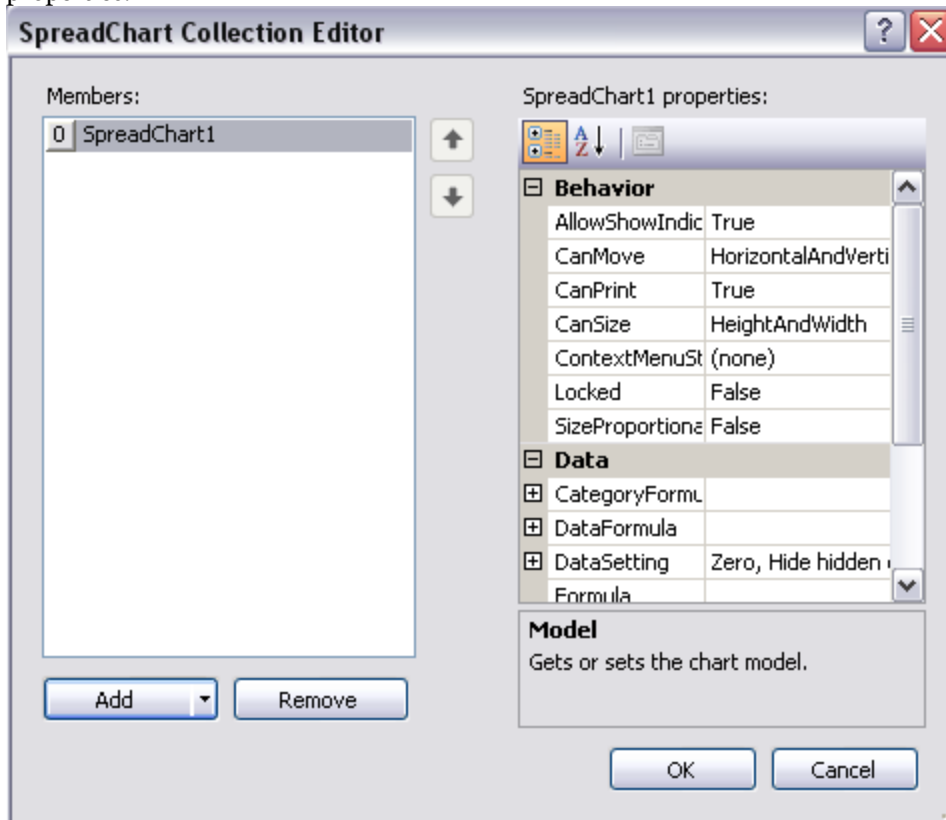 properties.
SpreadChart Collection Editor
Members:
SpreadChart1 properties:
0 SpreadChart1
Behavior
AllowShowIndic True
CanMove HorizontalAndVerti
CanPrint True
CanSize HeightAndWidth
ContextMenuSt (none)
Locked False
SizeProportiona False
Data
CategoryFormu
DataFormula
DataSetting Zero, Hide hidden
Formula
Model
Gets or sets the chart model.
Add Remove
OK Cancel